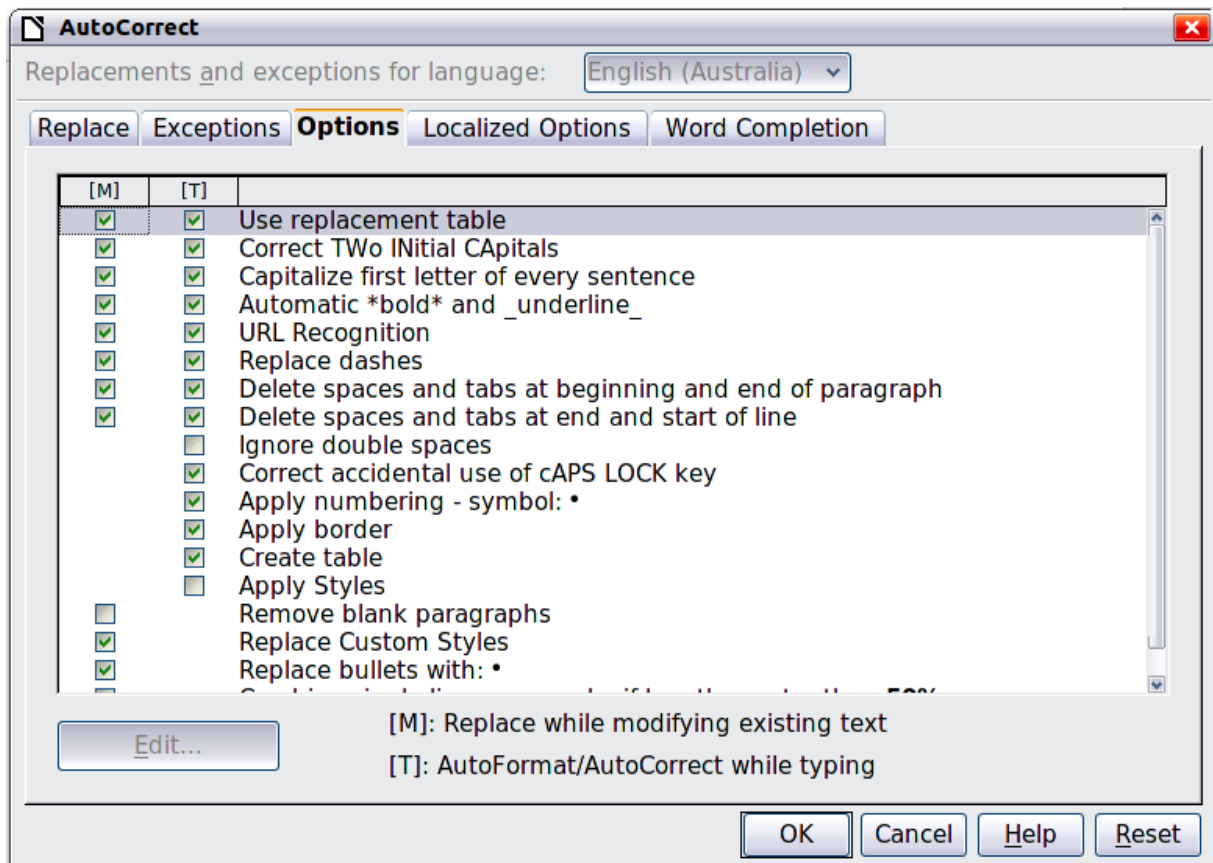 AutoCorrect
Replacements and exceptions for language: English (Australia)
Replace Exceptions Options Localized Options Word Completion
[M] [T]
Use replacement table
Correct TWo INitial CApitals
Capitalize first letter of every sentence
Automatic *bold* and _underline_
URL Recognition
Replace dashes
Delete spaces and tabs at beginning and end of paragraph
Delete spaces and tabs at end and start of line
Ignore double spaces
Correct accidental use of cAPS LOCK key
Apply numbering - symbol: •
Apply border
Create table
Apply Styles
Remove blank paragraphs
Replace Custom Styles
Replace bullets with: •
[M]: Replace while modifying existing text
Edit...
[T]: AutoFormat/AutoCorrect while typing
OK Cancel Help Reset